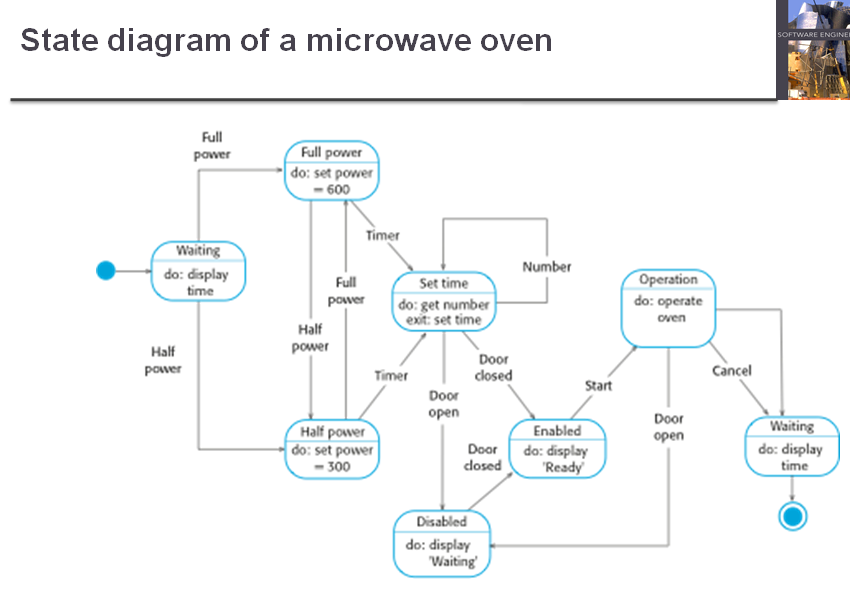 State diagram of a microwave oven
SOFTWARE ENGINE
Full
power
Full power
do: set power
= 600
Timer
Waiting
do: display
time
Number
Set time
do: get number
exit: set time
Operation
do: operate
oven
Full
power
Half
power
Half
power
Timer
Door
closed
Door
open
Start
Cancel
Door
open
Half power
do: set power
= 300
Door
closed
Enabled
do: display
'Ready'
Waiting
do: display
time
Disabled
do: display
'Waiting'